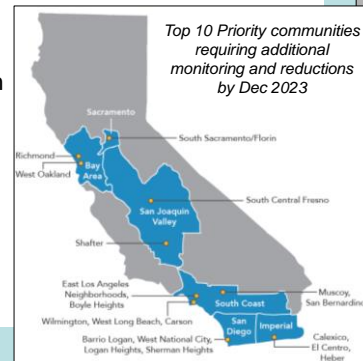 Top 10 Priority communities
requiring additional
monitoring and reductions
by Dec 2023
Sacramento
South Sacramento/Florin
Richmond
West Oakland
Bay
Area
San Joaquin
Valley
South Central Fresno
Shafter
East Los Angeles
Neighborhoods,
Boyle Heights
South Coast
Muscoy,
San Bernardino
Wilmington, West Long Beach, Carson
San
Diego
Imperial
Barrio Logan, West National City,
Logan Heights, Sherman Heights
Calexico,
El Centro,
Heber